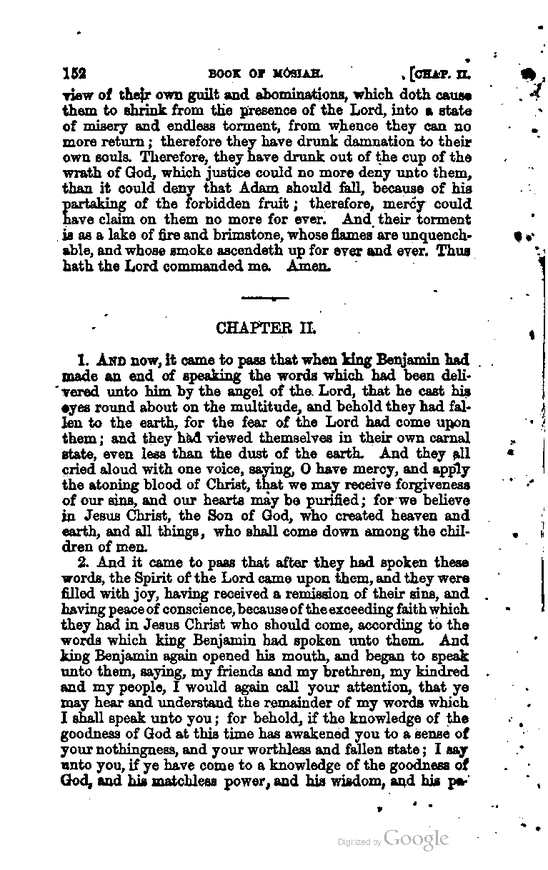 152 BOOK OF MOSIAH. [CHAP. II.
view of their own guilt and abominations, which doth cause
them to shrink from the presence of the Lord, into a state
of misery and endless torment, from whence they can no
more return; therefore they have drunk damnation to their
own souls. Therefore, they have drunk out of the cup of the
wrath of God, which justice could no more deny unto them,
than it could deny that Adam should fall, because of his
partaking of the forbidden fruit; therefore, mercy could
have claim on them no more for ever. And their torment
is as a lake of fire and brimstone, whose flames are unquench-
able, and whose smoke ascendeth up for ever and ever. Thus
hath the Lord commanded me. Amen.
CHAPTER II.
1. AND now, it came to pass that when king Benjamin had
made an end of speaking the words which had been deli-
vered unto him by the angel of the Lord, that he cast his
eyes round about on the multitude, and behold they had fal-
len to the earth, for the fear of the Lord had come upon
them; and they had viewed themselves in their own carnal
state, even less than the dust of the earth. And they all
cried aloud with one voice, saying, O have mercy, and apply
the atoning blood of Christ, that we may receive forgiveness
of our sins, and our hearts may be purified; for we believe
in Jesus Christ, the Son of God, who created heaven and
earth, and all things, who shall come down among the chil-
dren of men.
2. And it came to pass that after they had spoken these
words, the Spirit of the Lord came upon them, and they were
filled with joy, having received a remission of their sins, and
having peace of conscience, because of the exceeding faith which
they had in Jesus Christ who should come, according to the
words which king Benjamin had spoken unto them. And
king Benjamin again opened his mouth, and began to speak
unto them, saying, my friends and my brethren, my kindred
and my people, I would again call your attention, that ye
may hear and understand the remainder of my words which
I shall speak unto you; for behold, if the knowledge of the
goodness of God at this time has awakened you to a sense of
your nothingness, and your worthless and fallen state; I say
unto you, if ye have come to a knowledge of the goodness of
God, and his matchless power, and his wisdom, and his pa-
Digitized by Google